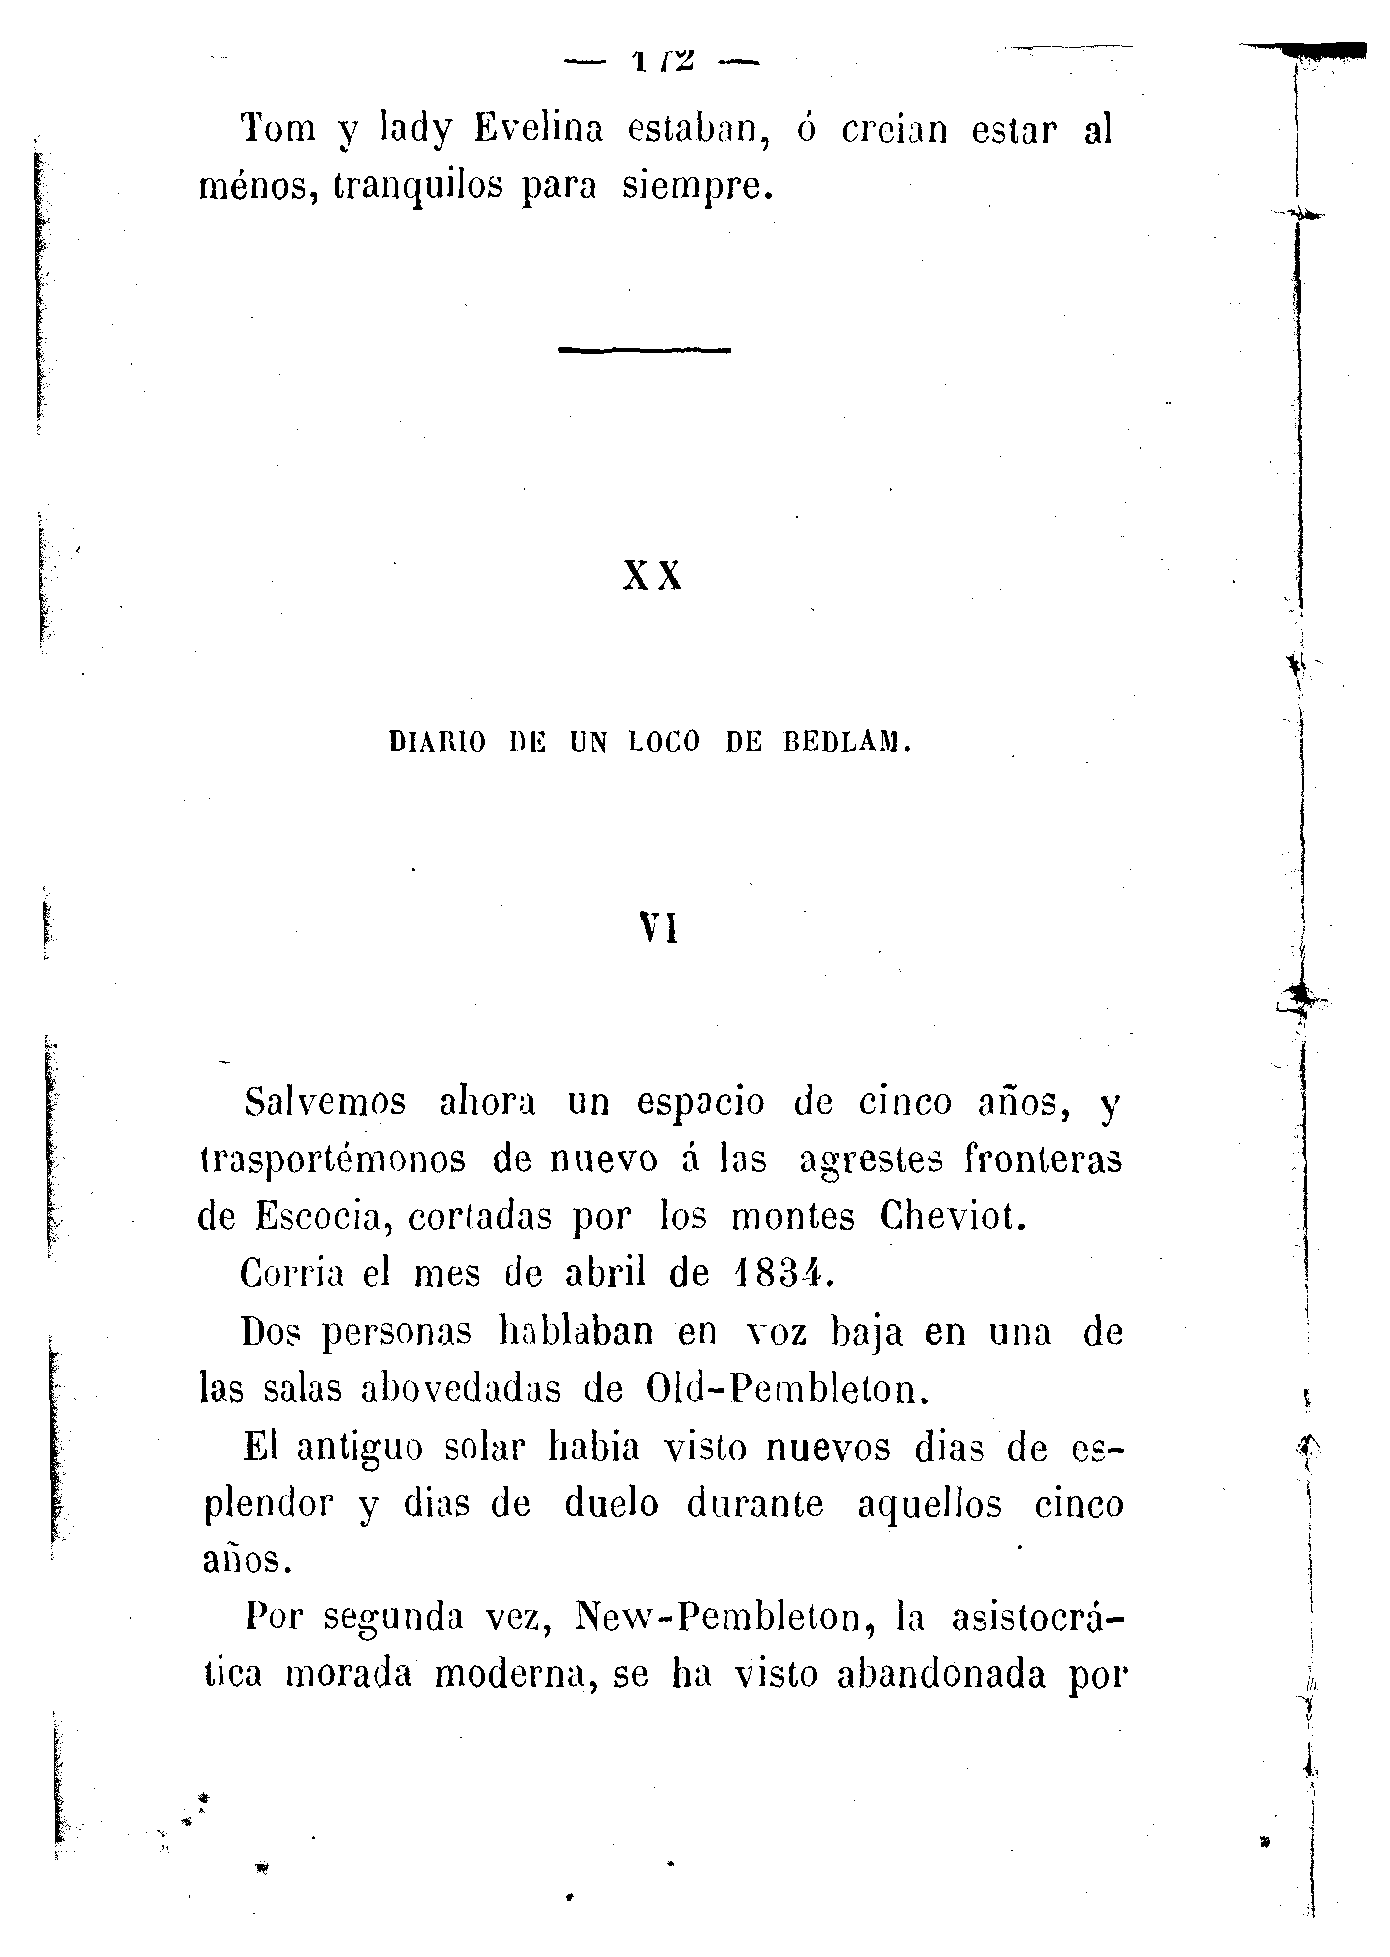 — 172 —
Tom y lady Evelina estaban, ó creian estar al
ménos, tranquilos para siempre.
XX
DIARIO DE UN LOCO DE BEDLAM.
VI
Salvemos ahora un espacio de cinco años, y
trasportémonos de nuevo á las agrestes fronteras
de Escocia, cortadas por los montes Cheviot.
Corria el mes de abril de 1834.
Dos personas hablaban en voz baja en una de
las salas abovedadas de Old-Pembleton.
El antiguo solar habia visto nuevos dias de es-
plendor y dias de duelo durante aquellos cinco
años.
Por segunda vez, New-Pembleton, la asistocrá-
tica morada moderna, se ha visto abandonada por